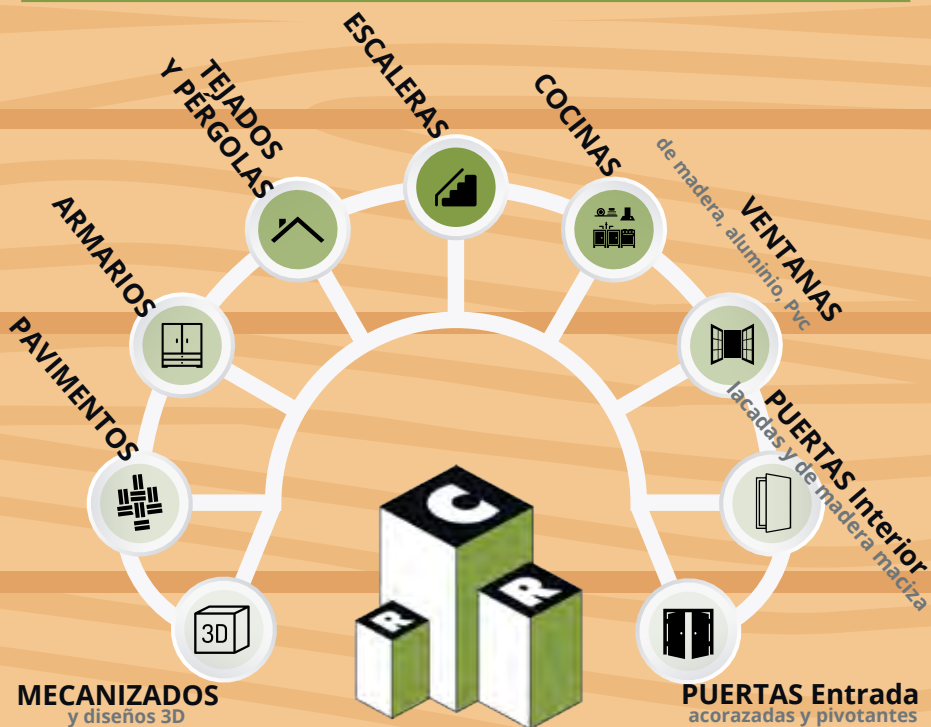 ESCALERAS
TEJADOS
Y PÉRGOLAS
COCINAS
ARMARIOS
VENTANAS
de madera, aluminio, Pvc
PAVIMENTOS
PUERTAS Interior
lacadas y de madera maciza
3D
MECANIZADOS
y diseños 3D
R
C
R
PUERTAS Entrada
acorazadas y pivotantes